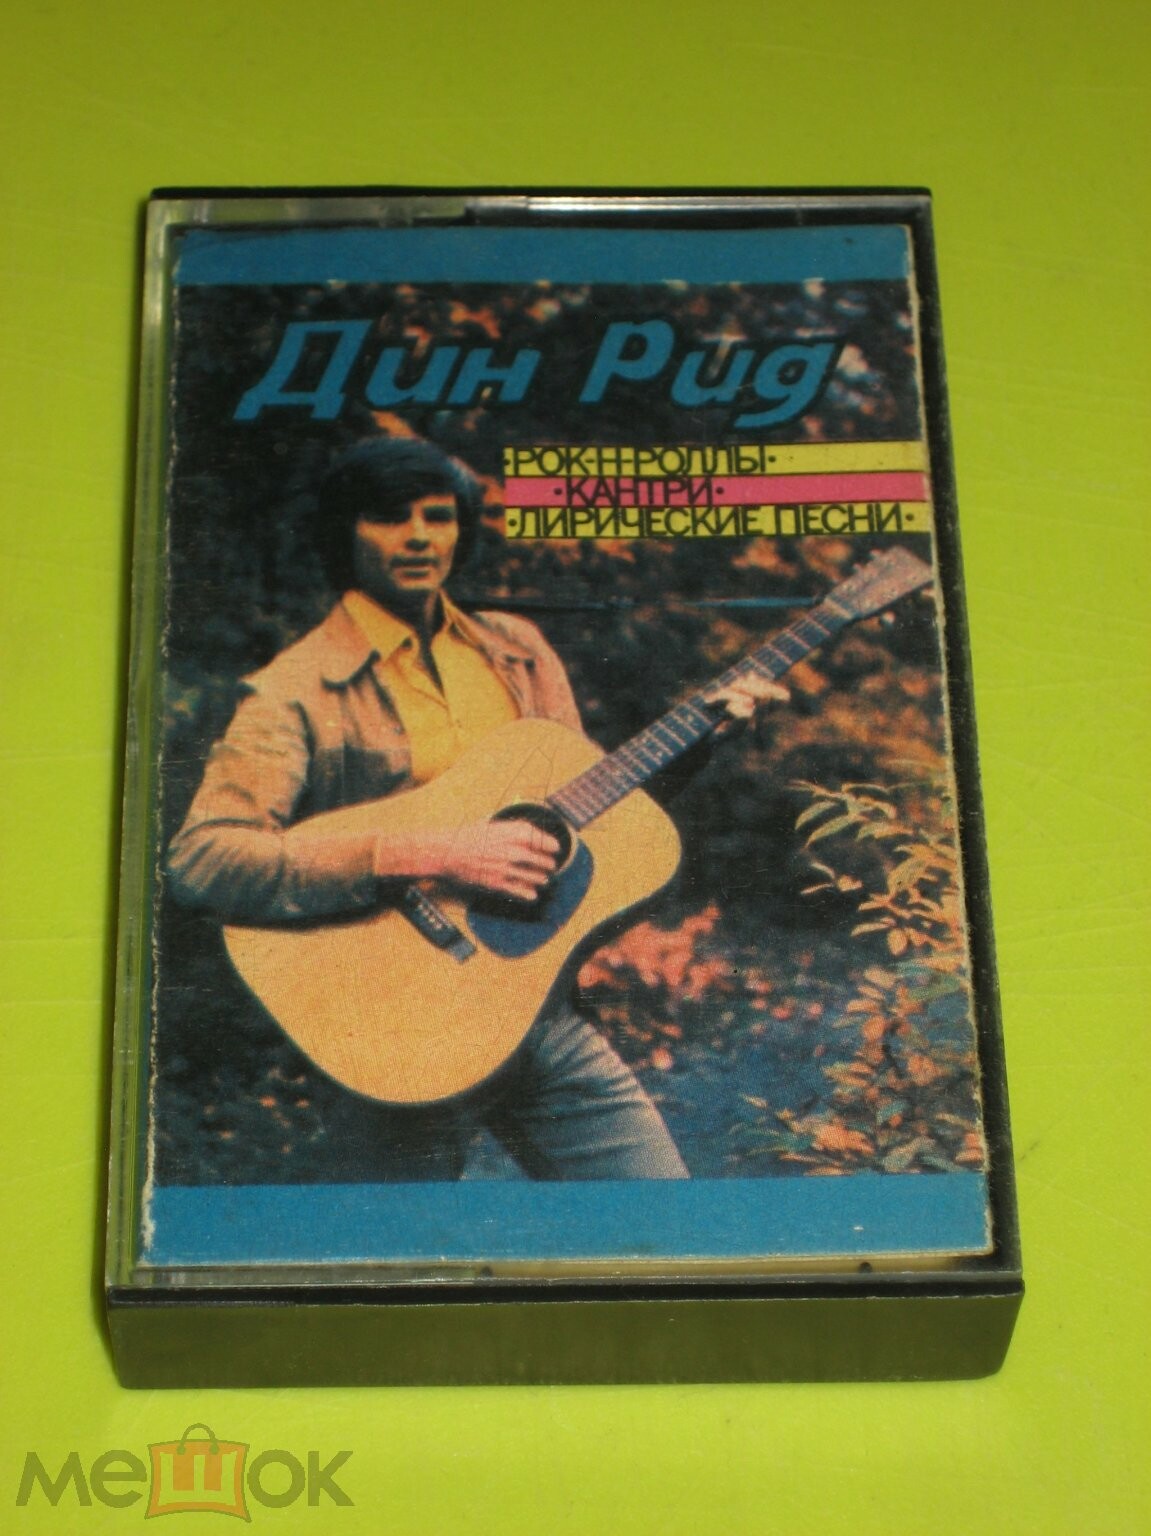 Дин Рид
•РОК-Н-РОЛЛЫ•
•КАНТРИ•
•ЛИРИЧЕСКИЕ ПЕСНИ•
мешок